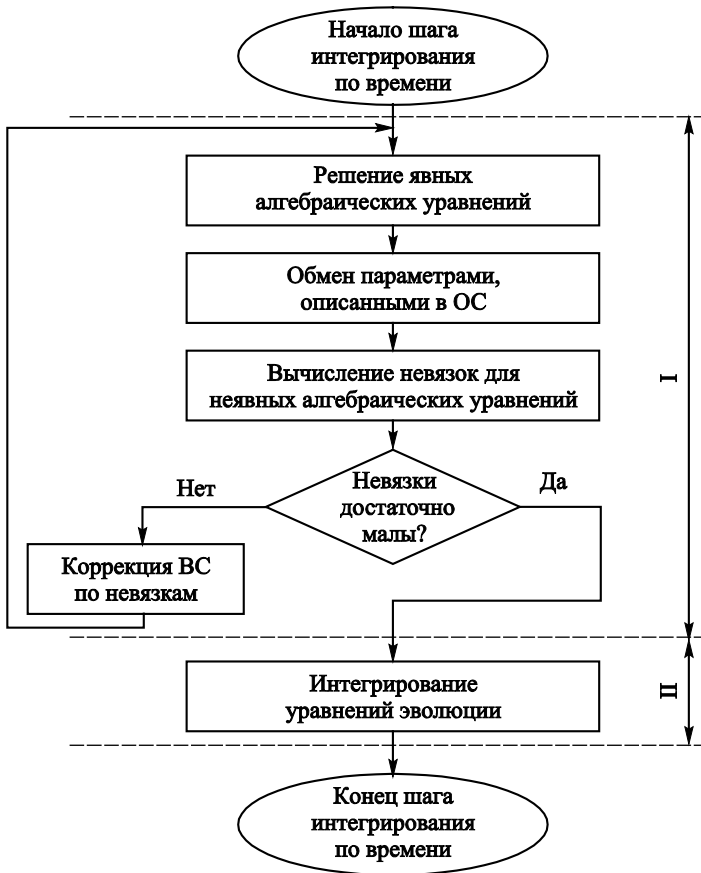 Начало шага
интегрирования
по времени
Решение явных
алгебраических уравнений
Обмен параметрами,
описанными в ОС
Вычисление невязок для
неявных алгебраических уравнений
I
Невязки
достаточно
малы?
Нет
Да
Коррекция ВС
по невязкам
Интегрирование
уравнений эволюции
II
Конец шага
интегрирования
по времени